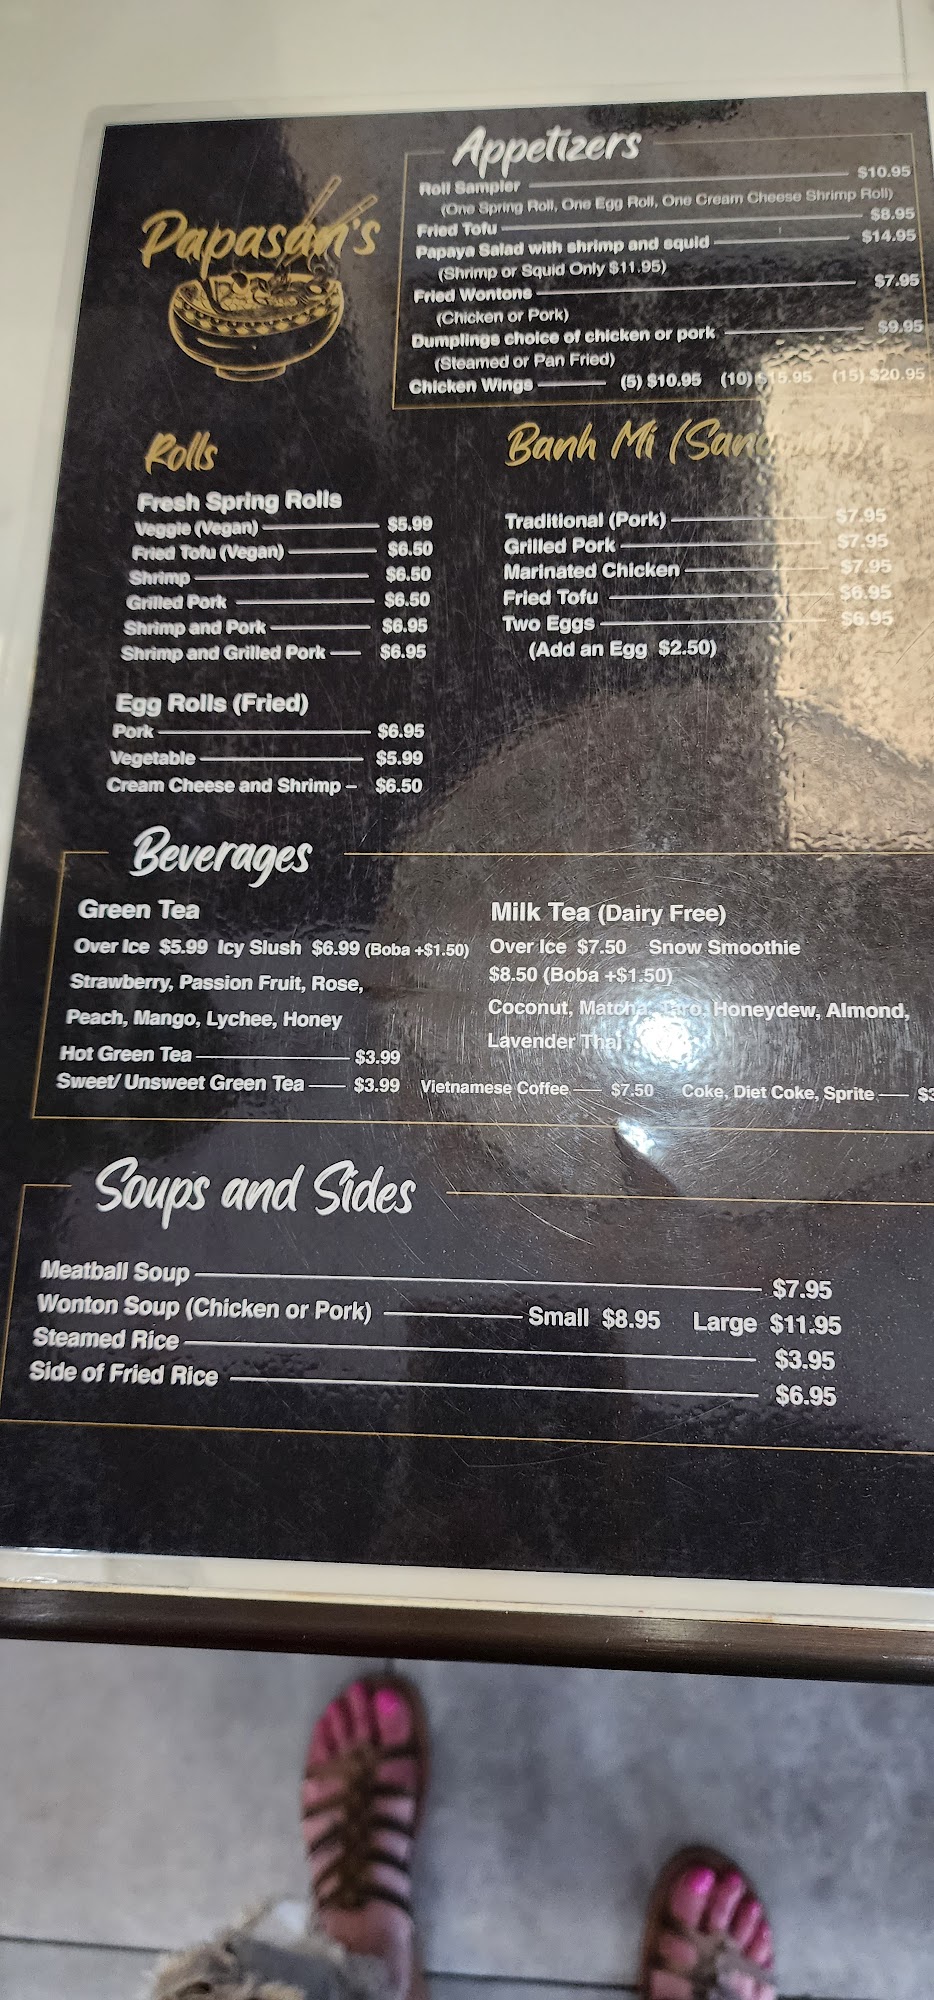 Papasan's
Appetizers
Roll Sampler $10.95
(One Spring Roll, One Egg Roll, One Cream Cheese Shrimp Roll)
Fried Tofu $8.95
Papaya Salad with shrimp and squid $14.95
(Shrimp or Squid Only $11.95)
Fried Wontons $7.95
(Chicken or Pork)
Dumplings choice of chicken or pork $9.95
(Steamed or Pan Fried)
Chicken Wings (5) $10.95 (10) $15.95 (15) $20.95
Rolls
Fresh Spring Rolls
Veggie (Vegan) $5.99
Fried Tofu (Vegan) $6.50
Shrimp $6.50
Grilled Pork $6.50
Shrimp and Pork $6.95
Shrimp and Grilled Pork $6.95
Egg Rolls (Fried)
Pork $6.95
Vegetable $5.99
Cream Cheese and Shrimp $6.50
Banh Mi (Sandwich)
Traditional (Pork) $7.95
Grilled Pork $7.95
Marinated Chicken $7.95
Fried Tofu $6.95
Two Eggs $6.95
(Add an Egg $2.50)
Beverages
Green Tea
Over Ice $5.99 Icy Slush $6.99 (Boba +$1.50)
Strawberry, Passion Fruit, Rose,
Peach, Mango, Lychee, Honey
Hot Green Tea $3.99
Sweet/ Unsweet Green Tea $3.99
Milk Tea (Dairy Free)
Over Ice $7.50 Snow Smoothie
$8.50 (Boba +$1.50)
Coconut, Matcha, Taro, Honeydew, Almond,
Lavender Thai
Vietnamese Coffee $7.50 Coke, Diet Coke, Sprite
Soups and Sides
Meatball Soup $7.95
Wonton Soup (Chicken or Pork) Small $8.95 Large $11.95
Steamed Rice $3.95
Side of Fried Rice $6.95